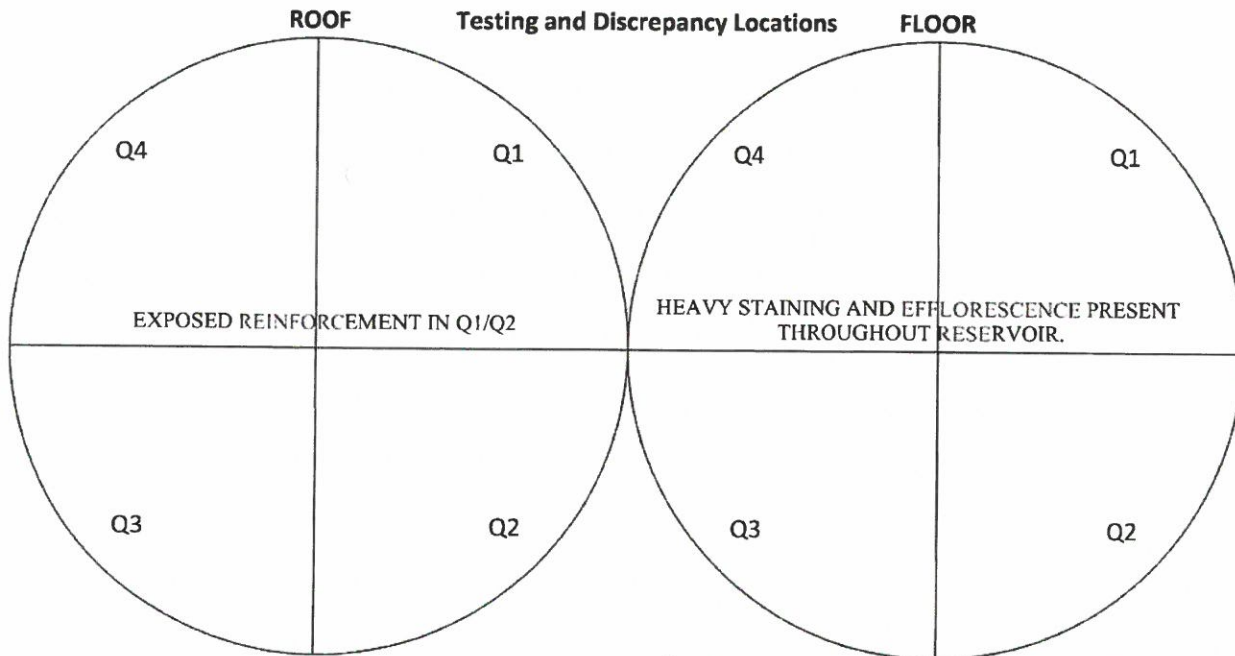 ROOF Testing and Discrepancy Locations FLOOR
Q4 Q1 Q4 Q1
EXPOSED REINFORCEMENT IN Q1/Q2
HEAVY STAINING AND EFFLORESCENCE PRESENT
THROUGHOUT RESERVOIR.
Q3 Q2 Q3 Q2